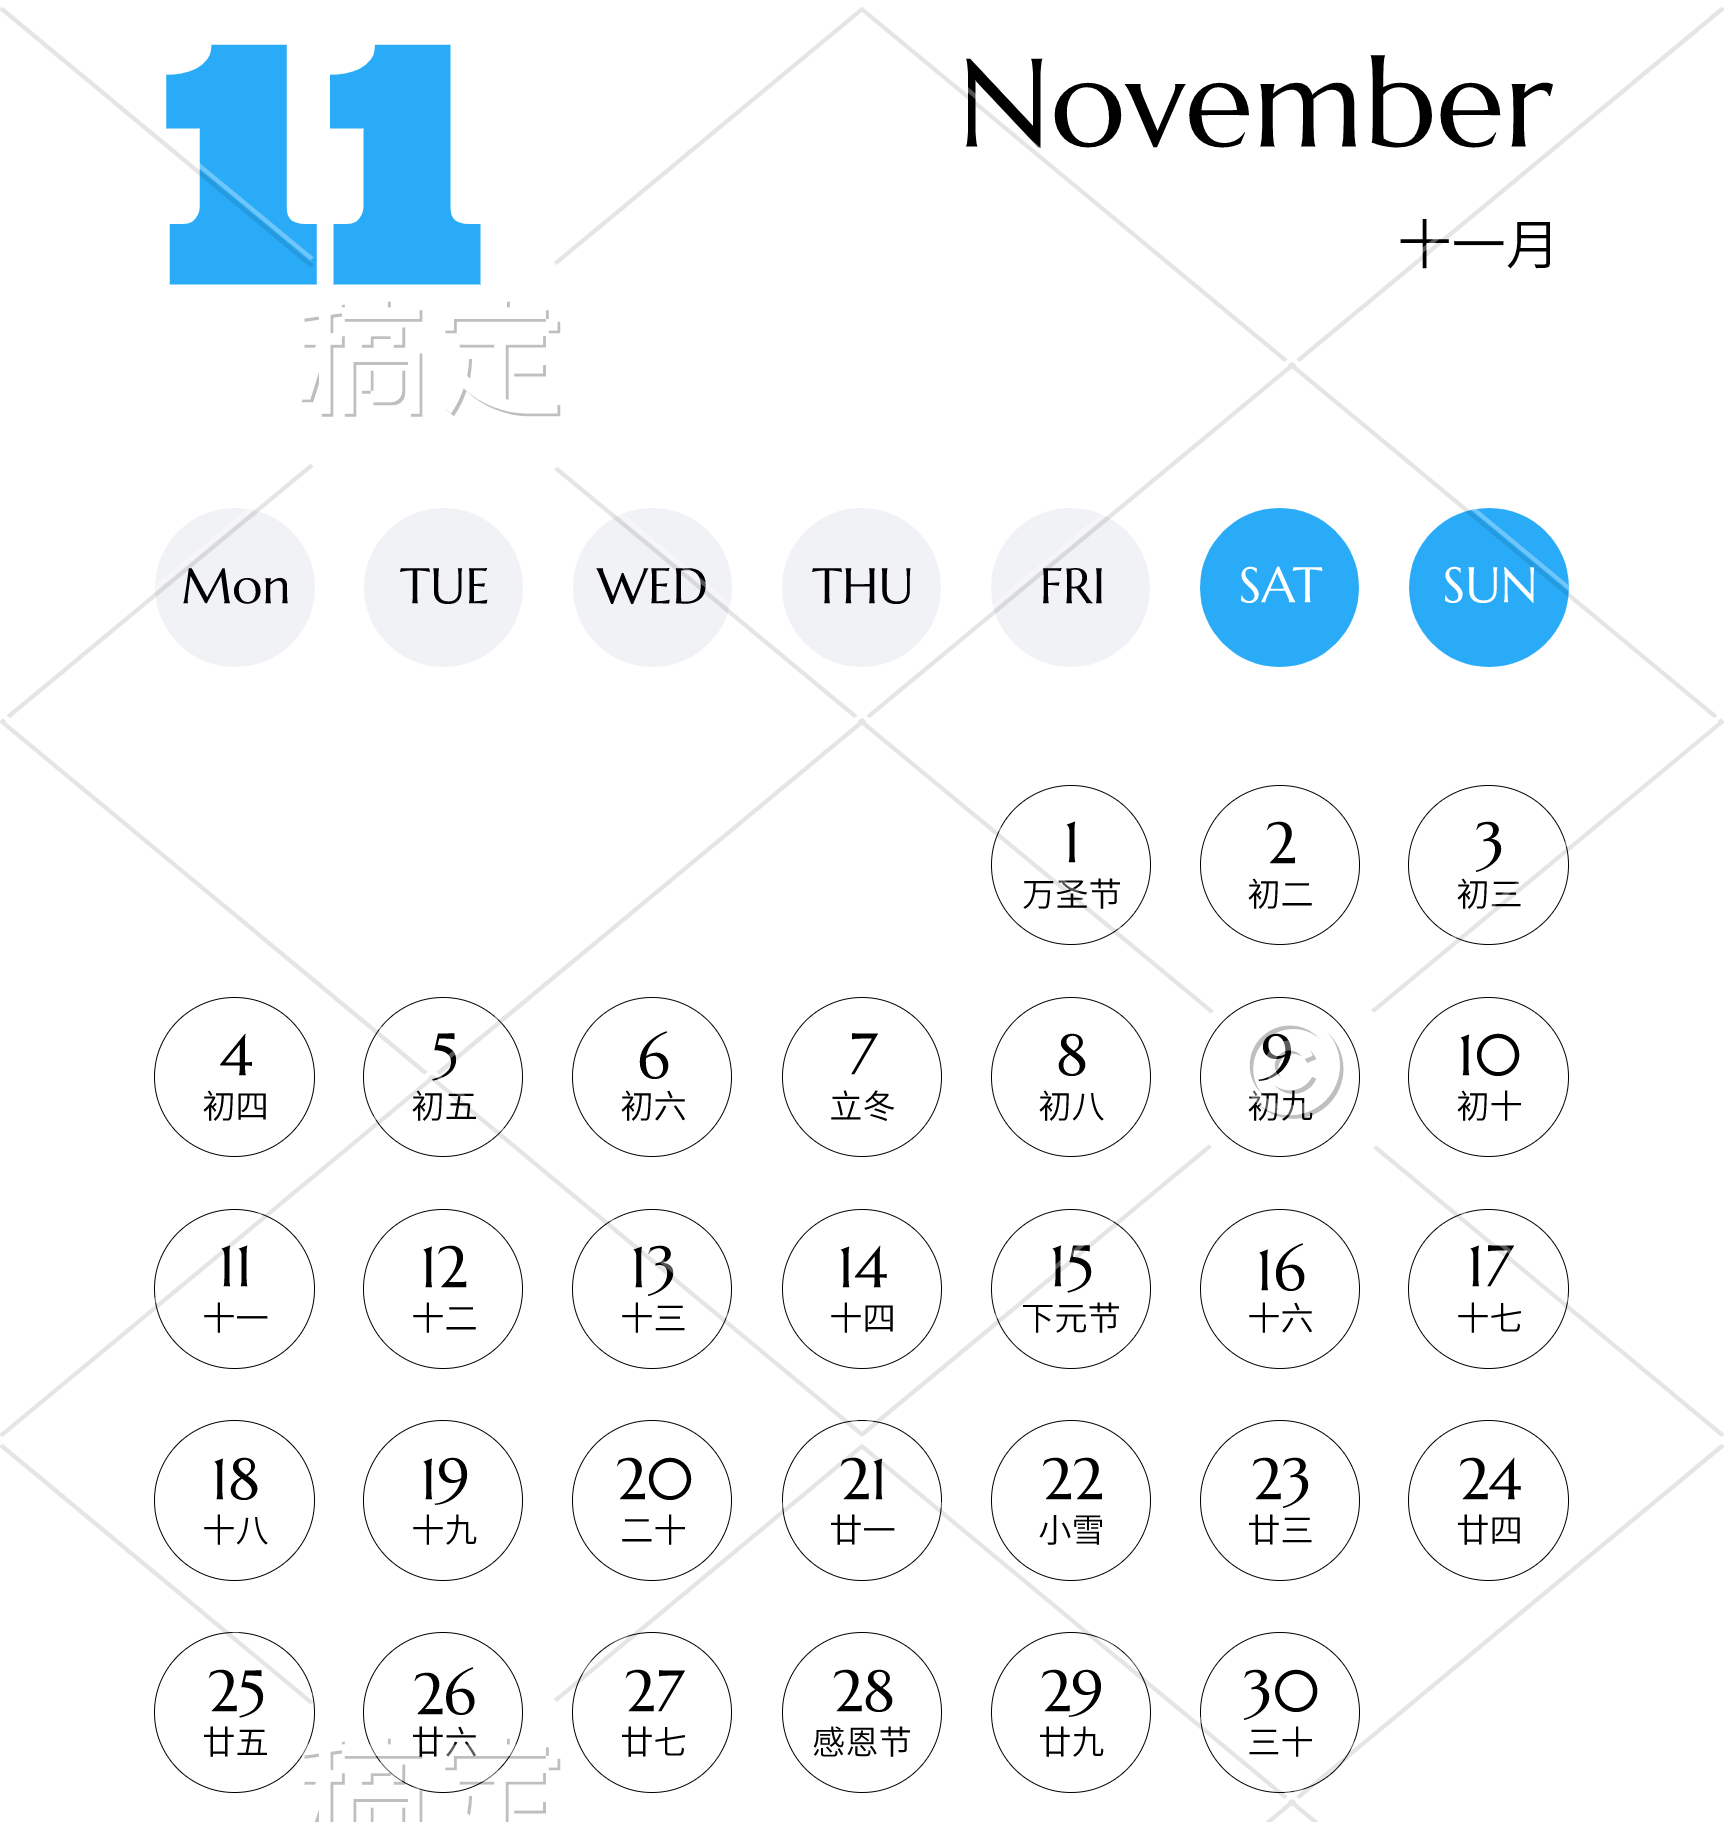 11
November
十一月
搞定
Mon TUE WED THU FRI SAT SUN
1 2 3
万圣节 初二 初三
4 5 6 7 8 9 10
初四 初五 初六 立冬 初八 初九 初十
©
11 12 13 14 15 16 17
十一 十二 十三 十四 下元节 十六 十七
18 19 20 21 22 23 24
十八 十九 二十 廿一 小雪 廿三 廿四
25 26 27 28 29 30
廿五 廿六 廿七 感恩节 廿九 三十
搞定